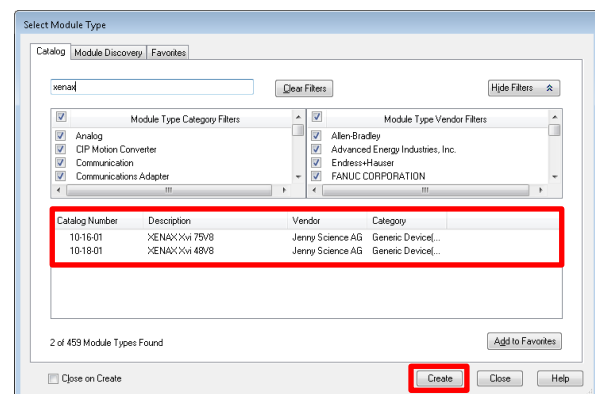 Select Module Type
Catalog Module Discovery Favorites
xenax Clear Filters Hide Filters
Module Type Category Filters Module Type Vendor Filters
Analog Allen-Bradley
CIP Motion Converter Advanced Energy Industries, Inc.
Communication Endress+Hauser
Communications Adapter FANUC CORPORATION
Catalog Number Description Vendor Category
10-16-01 XENAX Xvi 75V8 Jenny Science AG Generic Device(...
10-18-01 XENAX Xvi 48V8 Jenny Science AG Generic Device(...
2 of 459 Module Types Found Add to Favorites
Close on Create Create Close Help